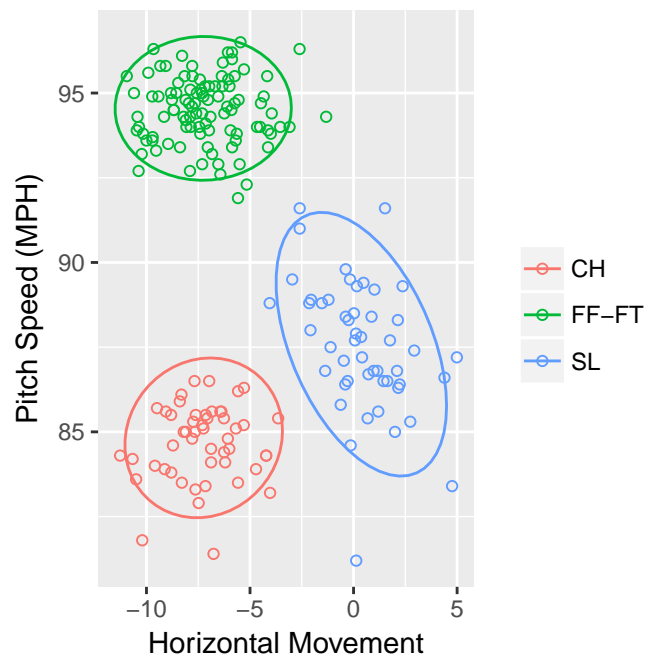 95
90
85
Pitch Speed (MPH)
−10
−5
0
5
Horizontal Movement
CH
FF−FT
SL